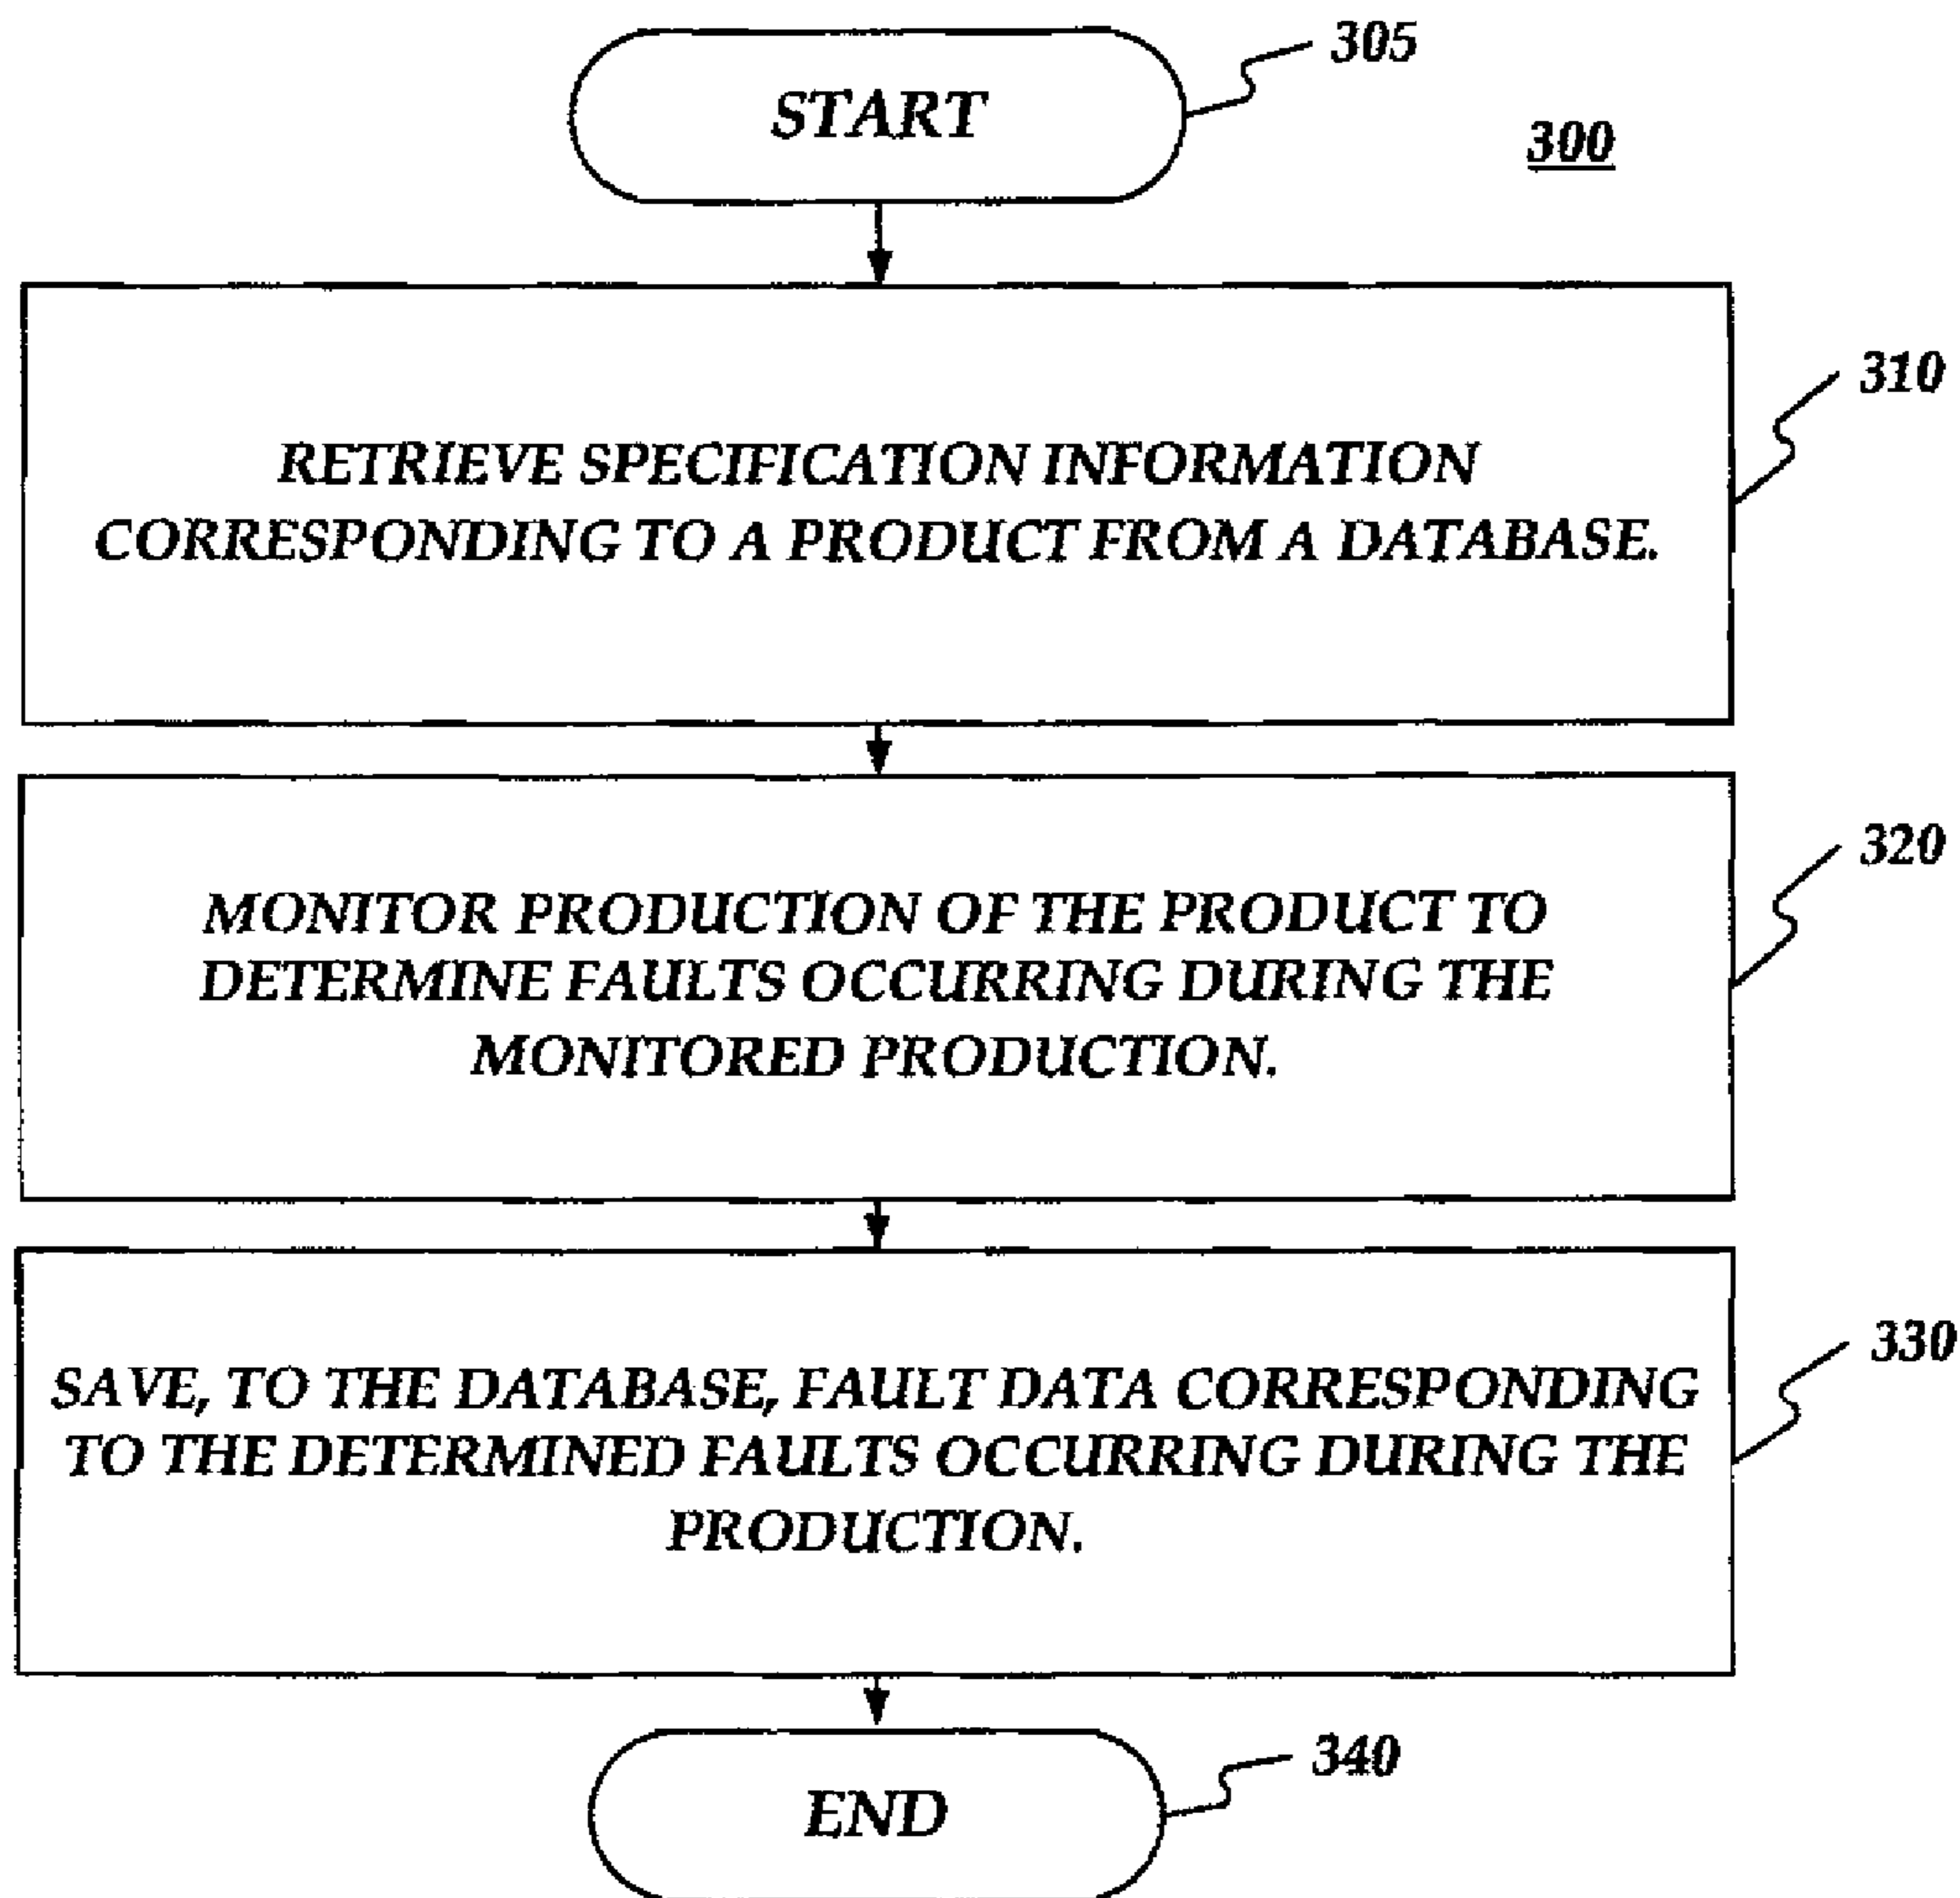 305
START
300
310
RETRIEVE SPECIFICATION INFORMATION
CORRESPONDING TO A PRODUCT FROM A DATABASE.
320
MONITOR PRODUCTION OF THE PRODUCT TO
DETERMINE FAULTS OCCURRING DURING THE
MONITORED PRODUCTION.
330
SAVE, TO THE DATABASE, FAULT DATA CORRESPONDING
TO THE DETERMINED FAULTS OCCURRING DURING THE
PRODUCTION.
340
END